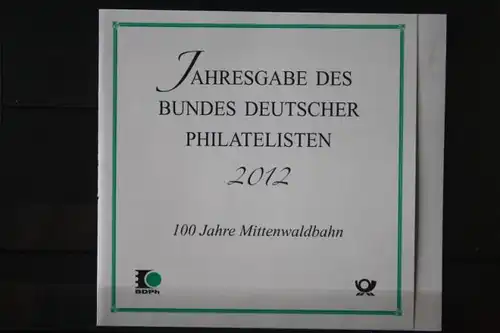 JAHRESGABE DES
BUNDES DEUTSCHER
PHILATELISTEN
2012
100 Jahre Mittenwaldbahn
BDPh